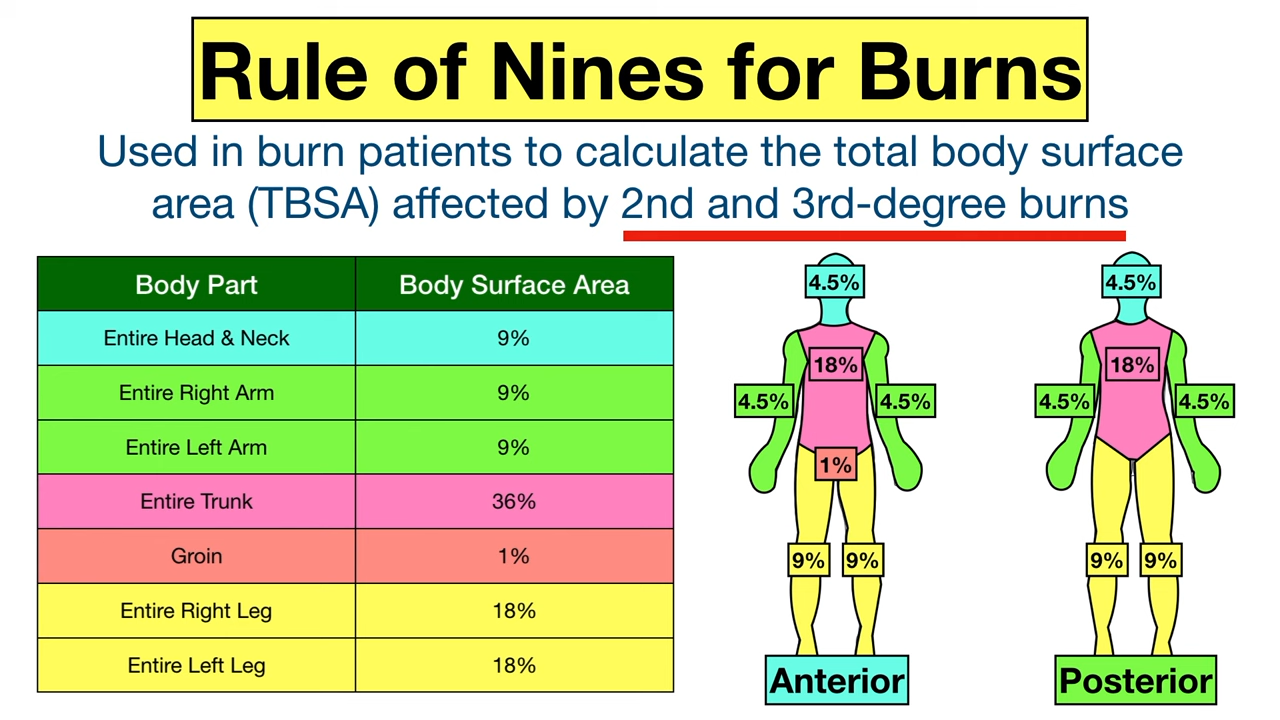 Rule of Nines for Burns
Used in burn patients to calculate the total body surface
area (TBSA) affected by 2nd and 3rd-degree burns
Body Part Body Surface Area
Entire Head & Neck 9%
Entire Right Arm 9%
Entire Left Arm 9%
Entire Trunk 36%
Groin 1%
Entire Right Leg 18%
Entire Left Leg 18%
4.5% 4.5%
18% 18%
4.5% 4.5% 4.5% 4.5%
1%
9% 9% 9% 9%
Anterior Posterior